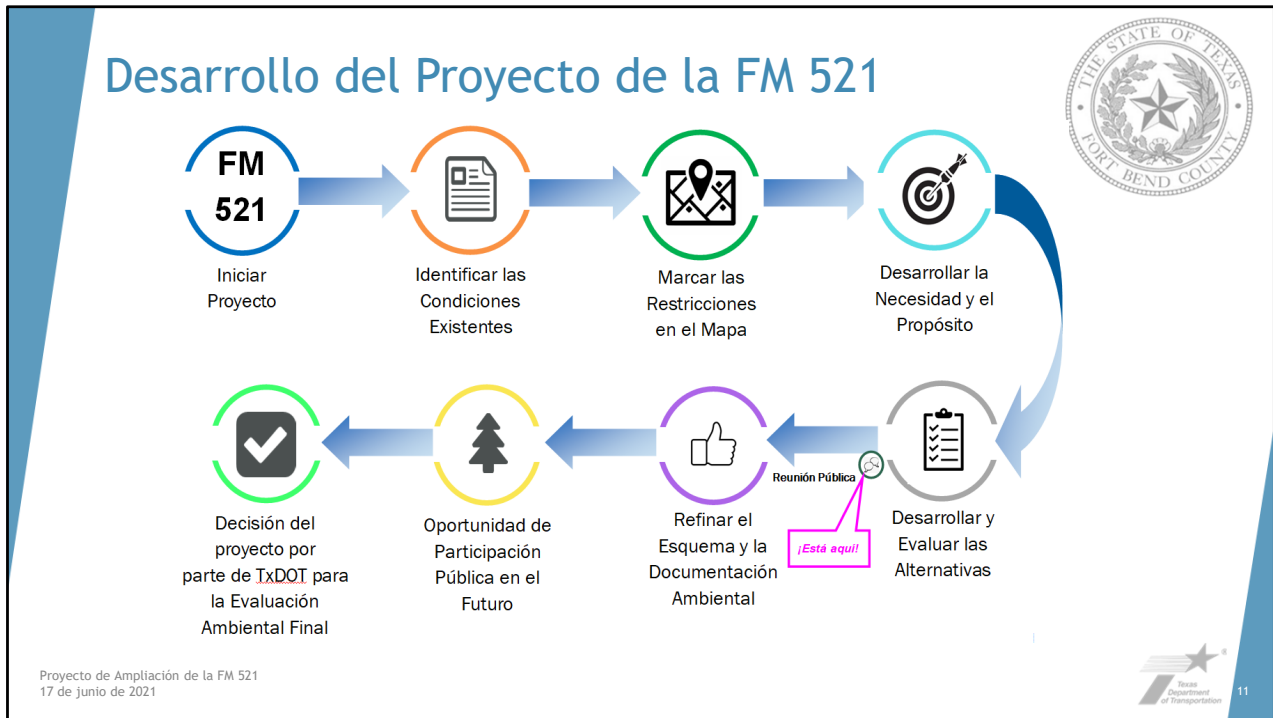 Desarrollo del Proyecto de la FM 521
THE STATE OF TEXAS
FORT BEND COUNTY
FM
521
Iniciar
Proyecto
Identificar las
Condiciones
Existentes
Marcar las
Restricciones
en el Mapa
Desarrollar la
Necesidad y el
Propósito
Desarrollar y
Evaluar las
Alternativas
Reunión Pública
¡Está aquí!
Refinar el
Esquema y la
Documentación
Ambiental
Oportunidad de
Participación
Pública en el
Futuro
Decisión del
proyecto por
parte de TxDOT para
la Evaluación
Ambiental Final
Proyecto de Ampliación de la FM 521
17 de junio de 2021
Texas
Department
of Transportation
®
11